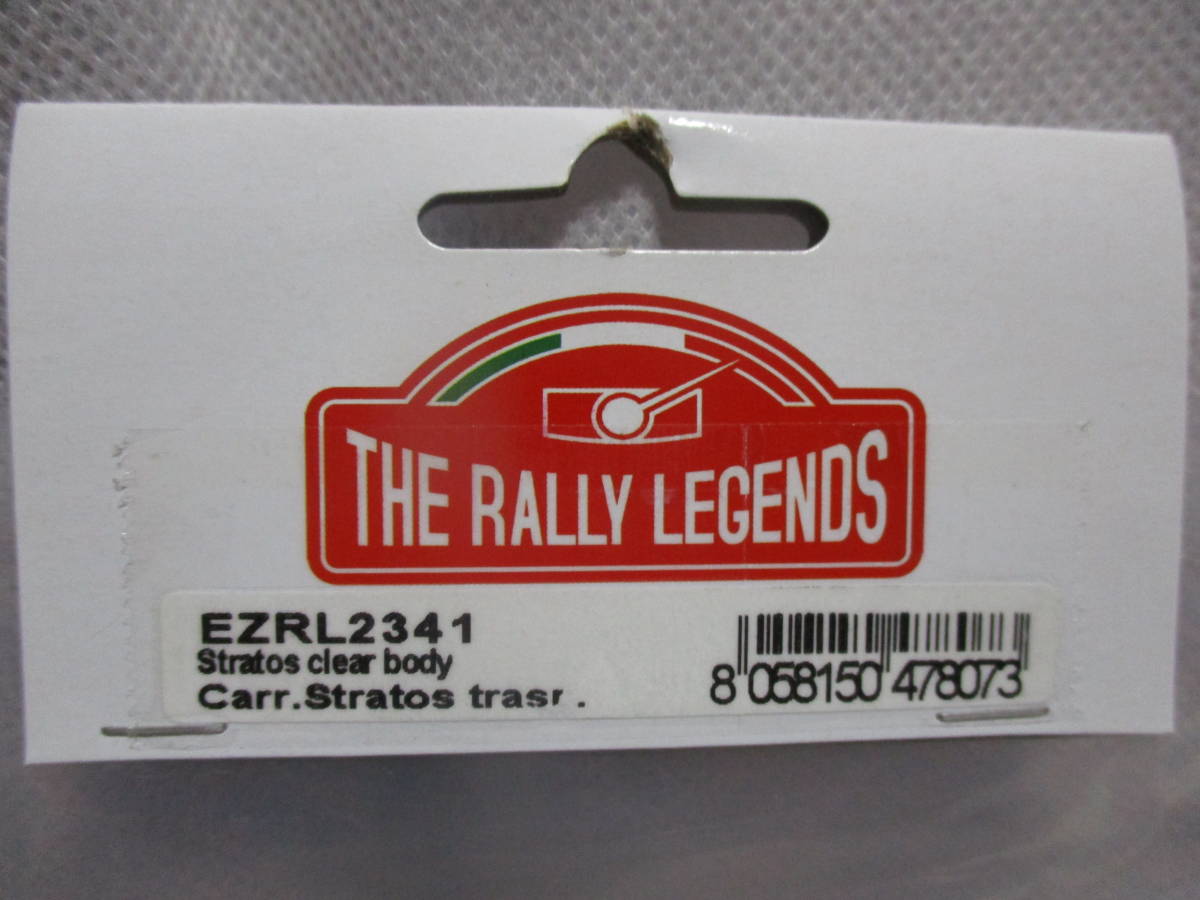 THE RALLY LEGENDS
EZRL2341
Stratos clear body
Carr.Stratos trasr.
8 058150 478073